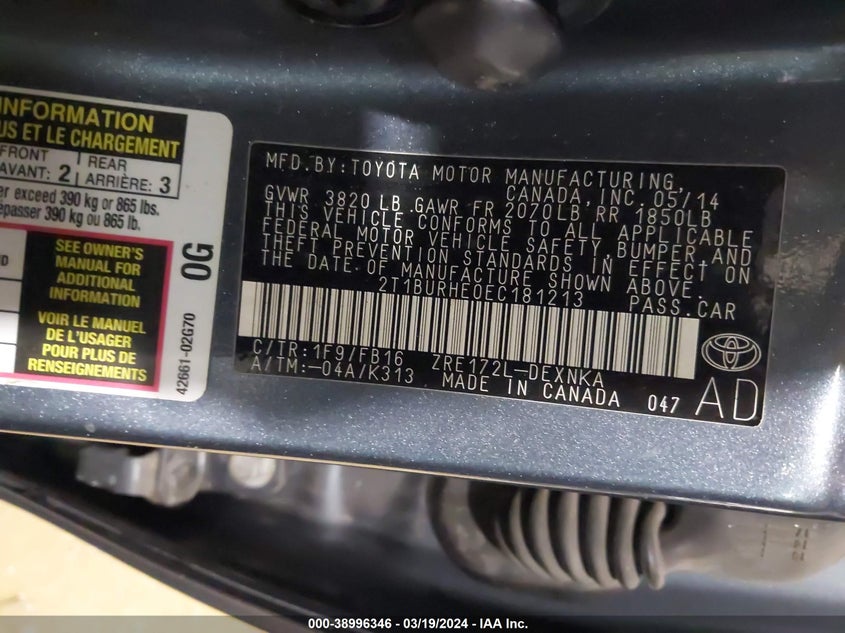 INFORMATION
US ET LE CHARGEMENT
FRONT
AVANT: 2
REAR
ARRIÈRE: 3
er exceed 390 kg or 865 lbs.
épasser 390 kg ou 865 lb.
SEE OWNER'S
MANUAL FOR
ADDITIONAL
INFORMATION
VOIR LE MANUEL
DE L'USAGER
POUR PLUS DE
RENSEIGNEMENTS
0G
42661-02G70
MFD.BY:TOYOTA MOTOR MANUFACTURING,
CANADA, INC. 05/14
GVWR 3820 LB GAWR FR 2070LB RR 1850LB
THIS VEHICLE CONFORMS TO ALL APPLICABLE
FEDERAL MOTOR VEHICLE SAFETY, BUMPER, AND
THEFT PREVENTION STANDARDS IN EFFECT ON
THE DATE OF MANUFACTURE SHOWN ABOVE.
2T1BURHE0EC181213 PASS.CAR
C/TR:1F9/FB16 ZRE172L-DEXNKA
A/TM:-04A/K313 MADE IN CANADA 047 AD
000-38996346 - 03/19/2024 - IAA Inc.